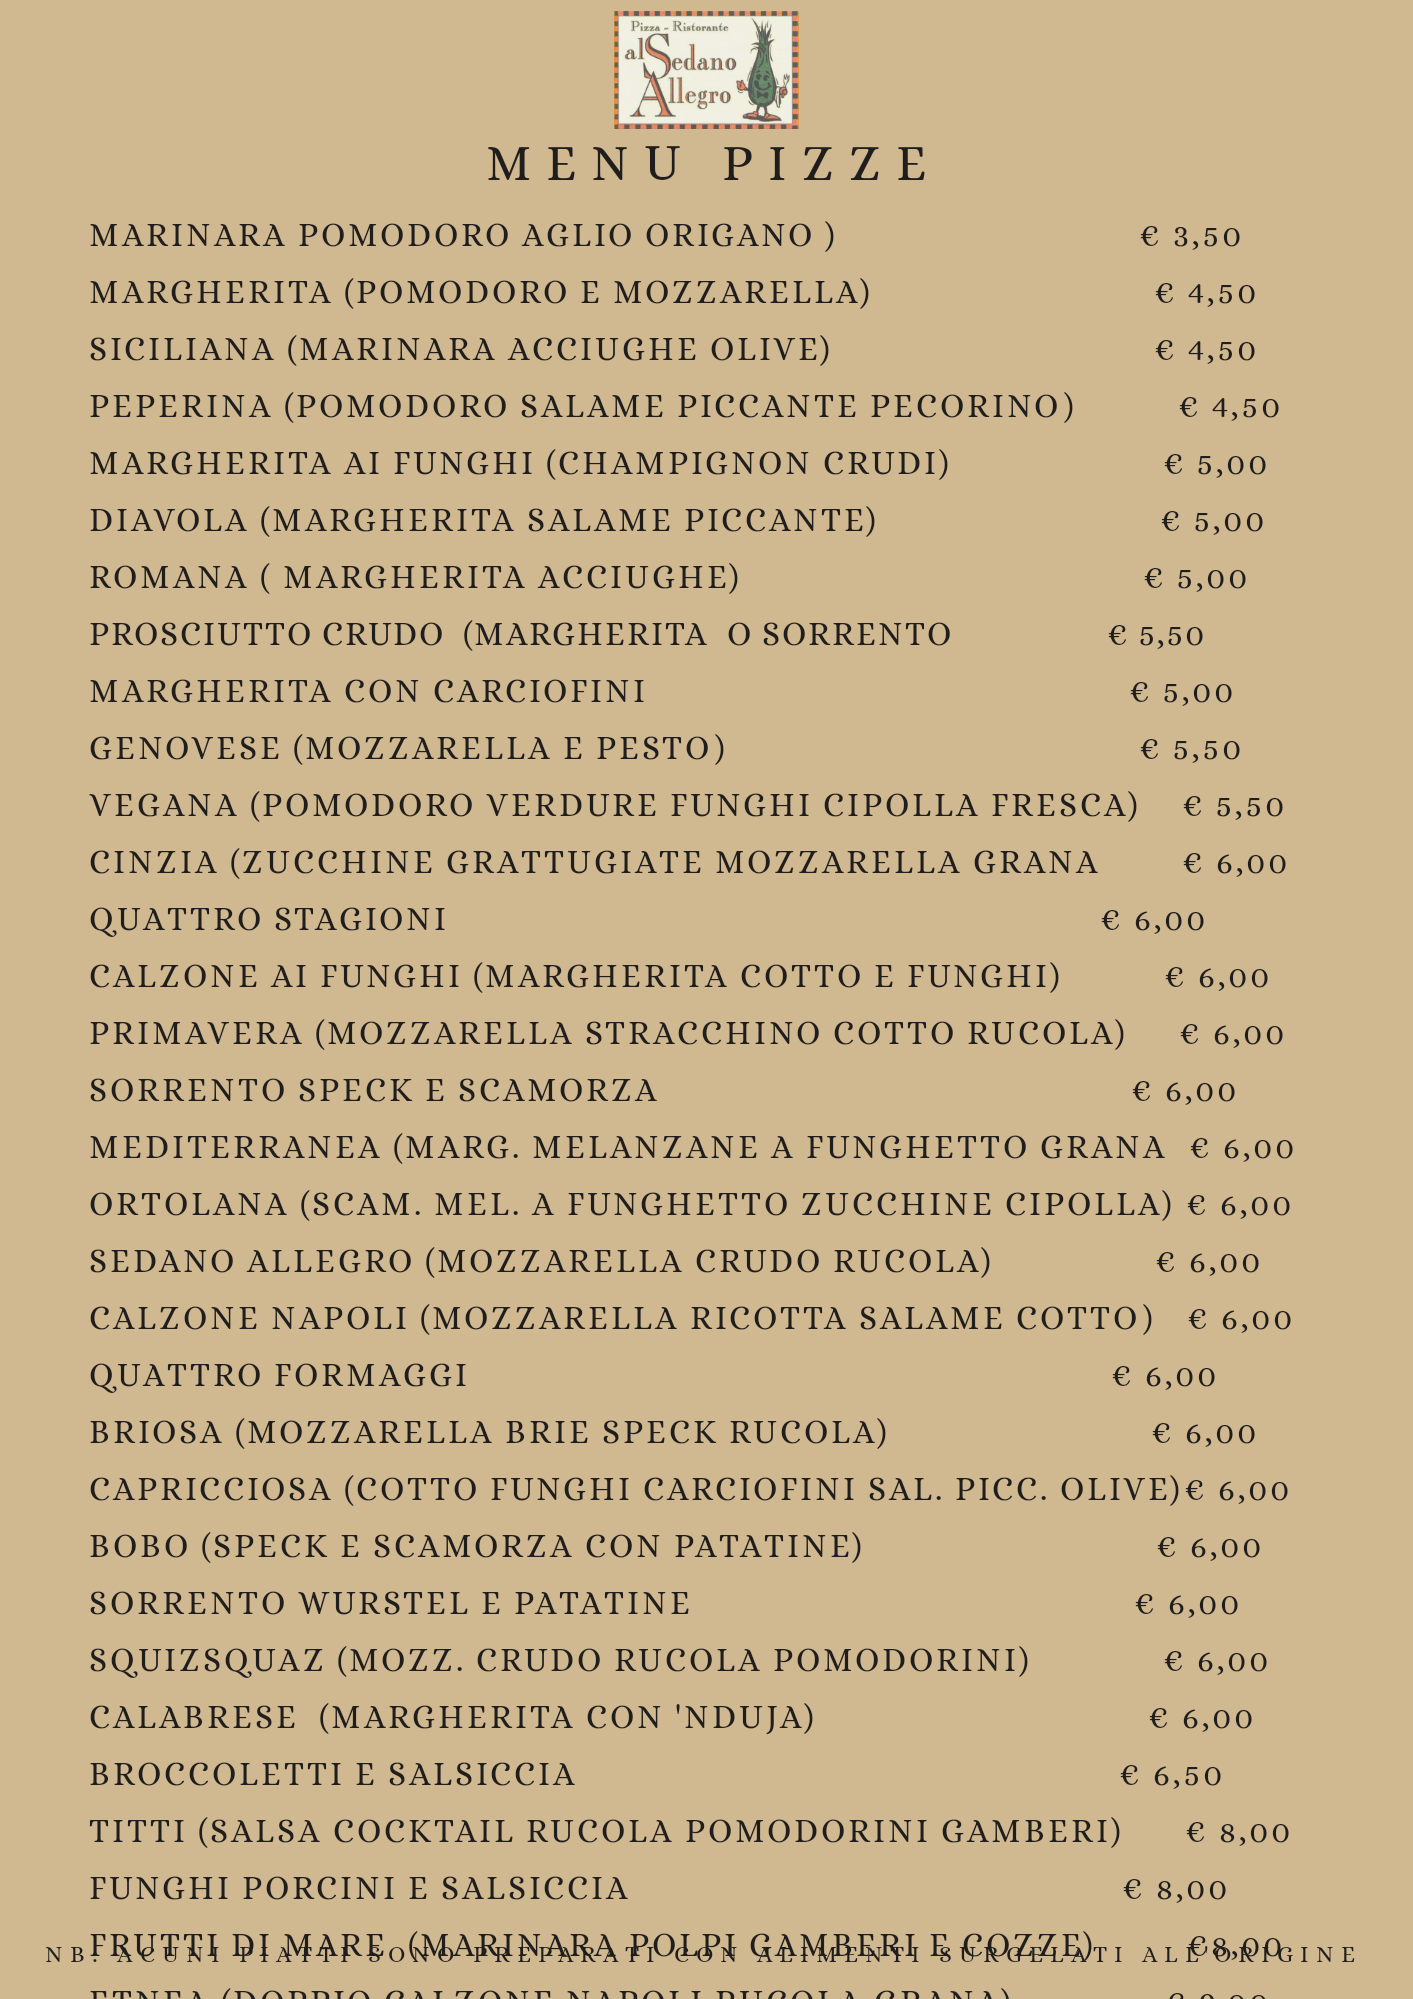 Pizza - Ristorante
al Sedano
Allegro
MENU PIZZE
MARINARA POMODORO AGLIO ORIGANO ) € 3,50
MARGHERITA (POMODORO E MOZZARELLA) € 4,50
SICILIANA (MARINARA ACCIUGHE OLIVE) € 4,50
PEPERINA (POMODORO SALAME PICCANTE PECORINO) € 4,50
MARGHERITA AI FUNGHI (CHAMPIGNON CRUDI) € 5,00
DIAVOLA (MARGHERITA SALAME PICCANTE) € 5,00
ROMANA ( MARGHERITA ACCIUGHE) € 5,00
PROSCIUTTO CRUDO (MARGHERITA O SORRENTO € 5,50
MARGHERITA CON CARCIOFINI € 5,00
GENOVESE (MOZZARELLA E PESTO) € 5,50
VEGANA (POMODORO VERDURE FUNGHI CIPOLLA FRESCA) € 5,50
CINZIA (ZUCCHINE GRATTUGIATE MOZZARELLA GRANA € 6,00
QUATTRO STAGIONI € 6,00
CALZONE AI FUNGHI (MARGHERITA COTTO E FUNGHI) € 6,00
PRIMAVERA (MOZZARELLA STRACCHINO COTTO RUCOLA) € 6,00
SORRENTO SPECK E SCAMORZA € 6,00
MEDITERRANEA (MARG. MELANZANE A FUNGHETTO GRANA € 6,00
ORTOLANA (SCAM. MEL. A FUNGHETTO ZUCCHINE CIPOLLA) € 6,00
SEDANO ALLEGRO (MOZZARELLA CRUDO RUCOLA) € 6,00
CALZONE NAPOLI (MOZZARELLA RICOTTA SALAME COTTO) € 6,00
QUATTRO FORMAGGI € 6,00
BRIOSA (MOZZARELLA BRIE SPECK RUCOLA) € 6,00
CAPRICCIOSA (COTTO FUNGHI CARCIOFINI SAL. PICC. OLIVE) € 6,00
BOBO (SPECK E SCAMORZA CON PATATINE) € 6,00
SORRENTO WURSTEL E PATATINE € 6,00
SQUIZSQUAZ (MOZZ. CRUDO RUCOLA POMODORINI) € 6,00
CALABRESE (MARGHERITA CON 'NDUJA) € 6,00
BROCCOLETTI E SALSICCIA € 6,50
TITTI (SALSA COCKTAIL RUCOLA POMODORINI GAMBERI) € 8,00
FUNGHI PORCINI E SALSICCIA € 8,00
FRUTTI DI MARE (MARINARA POLPI GAMBERI E COZZE) €8,00
NB: ACUNI PIATTI SONO PREPARATI CON ALIMENTI SURGELATI ALL'ORIGINE
ETNEA (DOPPIO CALZONE NAPOLI RUCOLA GRANA)